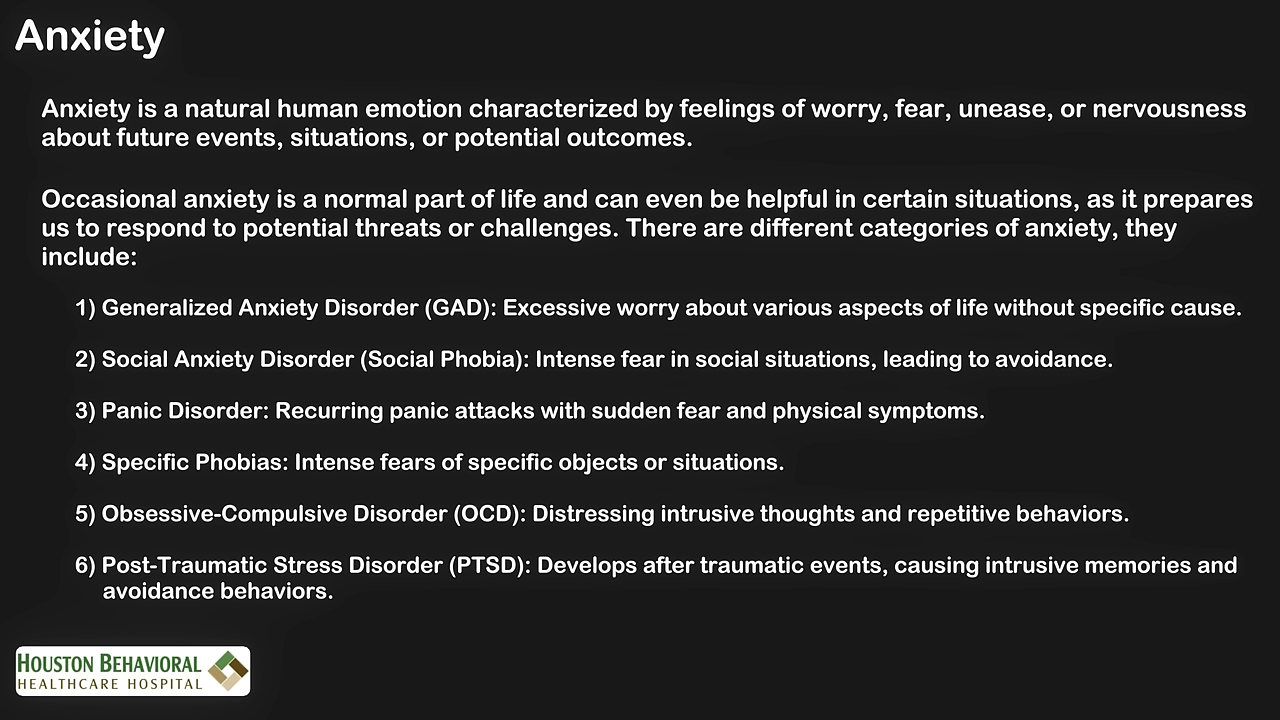 Anxiety
Anxiety is a natural human emotion characterized by feelings of worry, fear, unease, or nervousness
about future events, situations, or potential outcomes.
Occasional anxiety is a normal part of life and can even be helpful in certain situations, as it prepares
us to respond to potential threats or challenges. There are different categories of anxiety, they
include:
1) Generalized Anxiety Disorder (GAD): Excessive worry about various aspects of life without specific cause.
2) Social Anxiety Disorder (Social Phobia): Intense fear in social situations, leading to avoidance.
3) Panic Disorder: Recurring panic attacks with sudden fear and physical symptoms.
4) Specific Phobias: Intense fears of specific objects or situations.
5) Obsessive-Compulsive Disorder (OCD): Distressing intrusive thoughts and repetitive behaviors.
6) Post-Traumatic Stress Disorder (PTSD): Develops after traumatic events, causing intrusive memories and
avoidance behaviors.
HOUSTON BEHAVIORAL
HEALTHCARE HOSPITAL